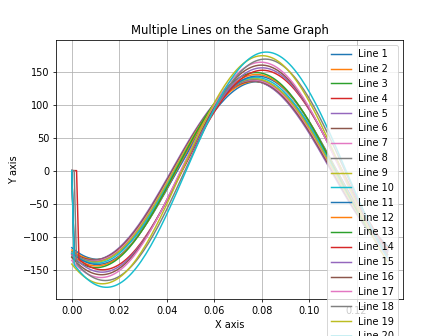 Multiple Lines on the Same Graph
Line 1
Line 2
Line 3
Line 4
Line 5
Line 6
Line 7
Line 8
Line 9
Line 10
Line 11
Line 12
Line 13
Line 14
Line 15
Line 16
Line 17
Line 18
Line 19
Line 20
150
100
50
0
−50
−100
−150
Y axis
0.00
0.02
0.04
0.06
0.08
0.10
X axis